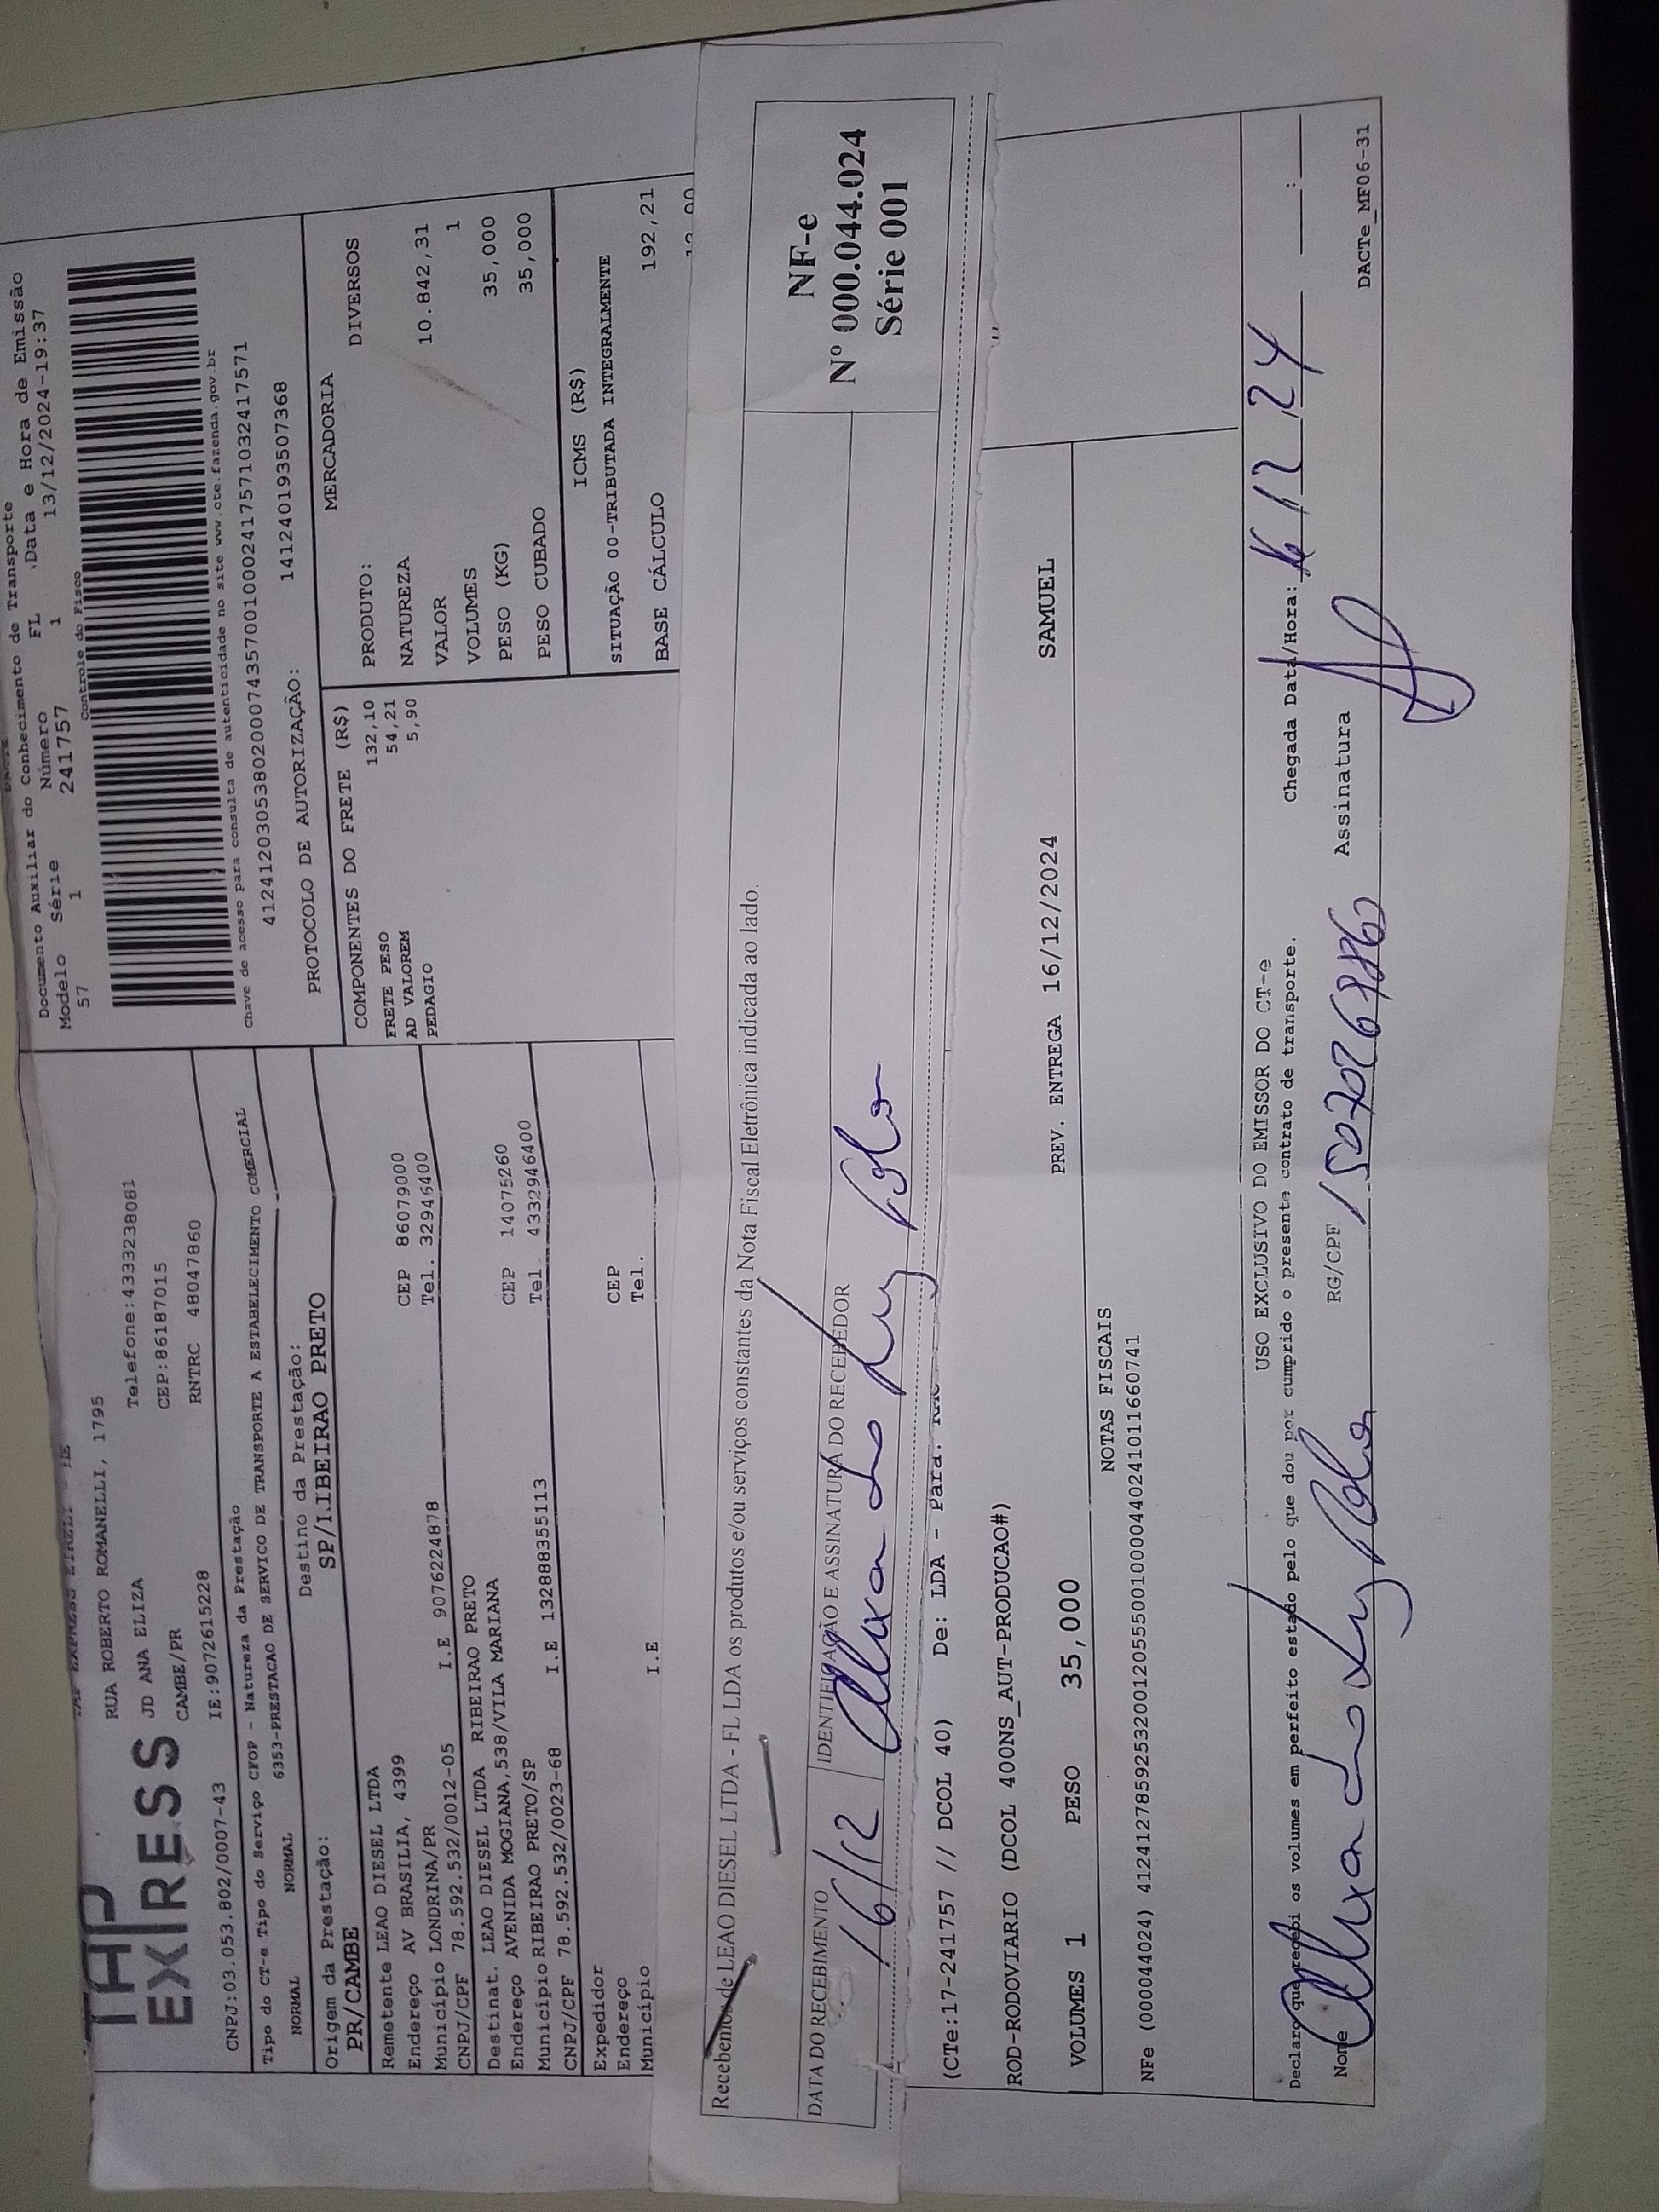 Documento Auxiliar do Conhecimento de Transporte
Modelo Série Número FL Data e Hora de Emissão
57 1 241757 1 13/12/2024-19:37
Controle do Fisco
Chave de acesso para consulta de autenticidade no site www.cte.fazenda.gov.br
41241203053802000743570010002417571032417571
PROTOCOLO DE AUTORIZAÇÃO: 141240193507368
TAP EXPRESS EIRELI
TAP
EXPRESS
RUA ROBERTO ROMANELLI, 1795
JD ANA ELIZA Telefone:4333238081
CAMBE/PR CEP:86187015
CNPJ:03.053.802/0007-43 IE:9072615228 RNTRC 48047860
Tipo do CT-e Tipo do Serviço CFOP - Natureza da Prestação
NORMAL NORMAL 6353-PRESTACAO DE SERVICO DE TRANSPORTE A ESTABELECIMENTO COMERCIAL
Origem da Prestação: Destino da Prestação:
PR/CAMBE SP/RIBEIRAO PRETO
Remetente LEAO DIESEL LTDA
Endereço AV BRASILIA, 4399 CEP 86079000
Município LONDRINA/PR Tel. 32946400
CNPJ/CPF 78.592.532/0012-05 I.E 9076224878
Destinat. LEAO DIESEL LTDA RIBEIRAO PRETO
Endereço AVENIDA MOGIANA,538/VILA MARIANA CEP 14075260
Município RIBEIRAO PRETO/SP Tel. 4332946400
CNPJ/CPF 78.592.532/0023-68 I.E 132888355113
Expedidor
Endereço CEP
Município Tel.
I.E
COMPONENTES DO FRETE (R$)
FRETE PESO 132,10
AD VALOREM 54,21
PEDAGIO 5,90
MERCADORIA
PRODUTO: DIVERSOS
NATUREZA
VALOR 10.842,31
VOLUMES 1
PESO (KG) 35,000
PESO CUBADO 35,000
ICMS (R$)
SITUAÇÃO 00-TRIBUTADA INTEGRALMENTE
BASE CÁLCULO 192,21
Recebemos de LEAO DIESEL LTDA - FL LDA os produtos e/ou serviços constantes da Nota Fiscal Eletrônica indicada ao lado.
NF-e
Nº 000.044.024
Série 001
DATA DO RECEBIMENTO IDENTIFICAÇÃO E ASSINATURA DO RECEBEDOR
16/12
(CTe:17-241757 // DCOL 40) De: LDA - Para:
ROD-RODOVIARIO (DCOL 400NS_AUT-PRODUCAO#)
VOLUMES 1 PESO 35,000 PREV. ENTREGA 16/12/2024 SAMUEL
NOTAS FISCAIS
NFe (000044024) 41241278592532001205550010000440241011660741
USO EXCLUSIVO DO EMISSOR DO CT-e
Declaro que recebi os volumes em perfeito estado pelo que dou por cumprido o presente contrato de transporte. Chegada Data/Hora: 16/12/24 :
Nome RG/CPF Assinatura
DACTe_MF06-31